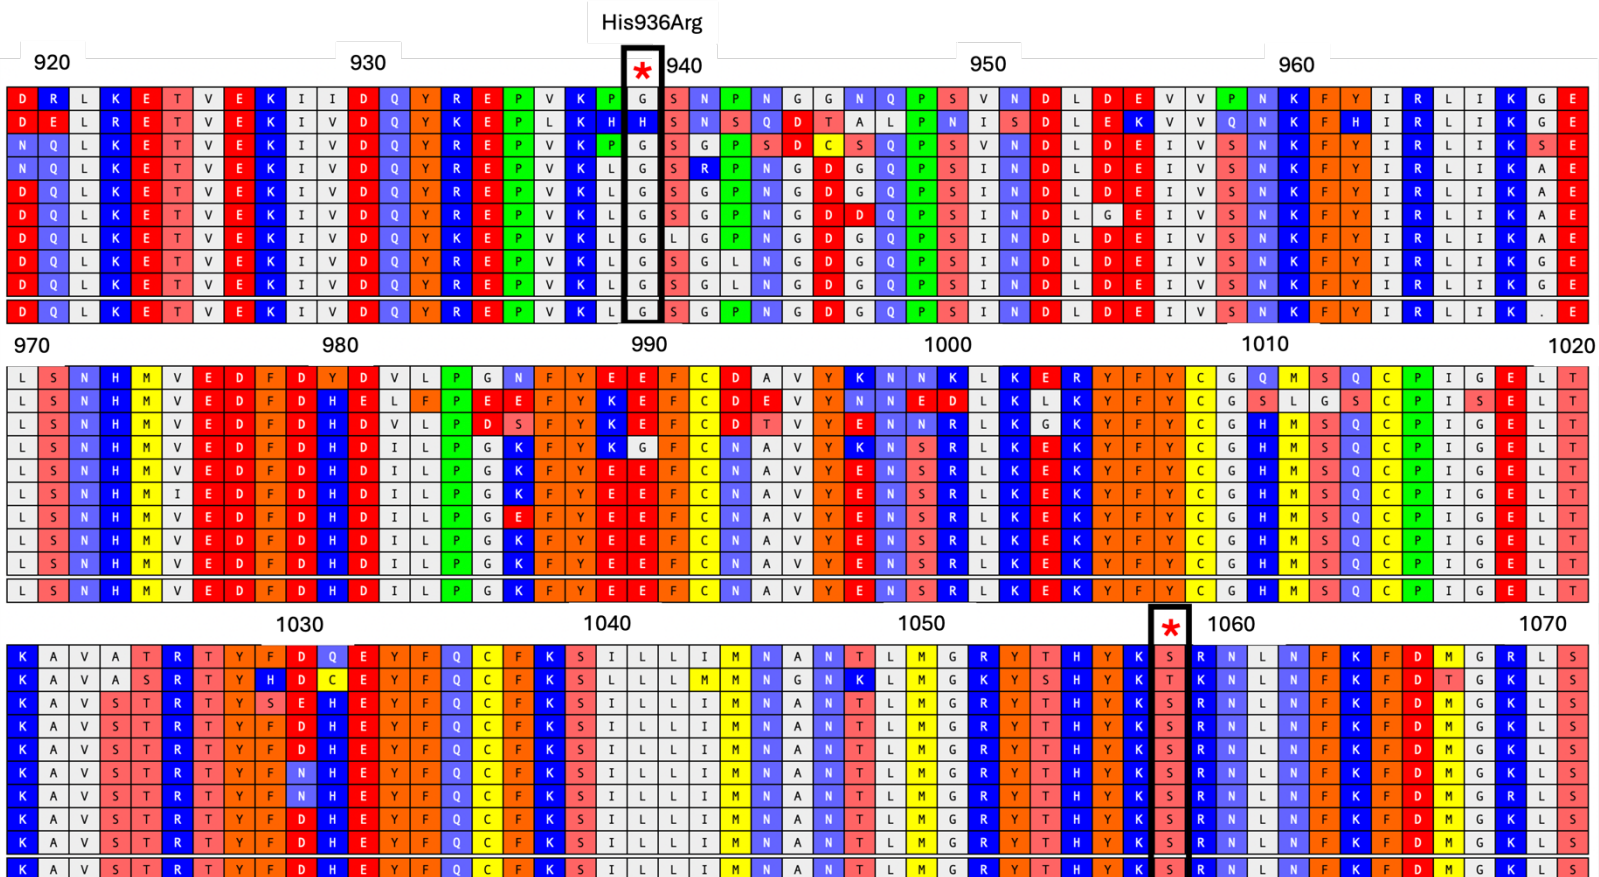 His936Arg
920 930 * 940 950 960
D R L K E T V E K I I D Q Y R E P V K P G S N P N G G N Q P S V N D L D E V V P N K F Y I R L I K G E
D E L R E T V E K I V D Q Y K E P L K H H S N S Q D T A L P N I S D L E K V V Q N K F H I R L I K G E
N Q L K E T V E K I V D Q Y R E P V K P G S G P S D C S Q P S V N D L D E I V S N K F Y I R L I K S E
N Q L K E T V E K I V D Q Y R E P V K L G S R P N G D G Q P S I N D L D E I V S N K F Y I R L I K A E
D Q L K E T V E K I V D Q Y R E P V K L G S G P N G D G Q P S I N D L D E I V S N K F Y I R L I K A E
D Q L K E T V E K I V D Q Y R E P V K L G S G P N G D D Q P S I N D L G E I V S N K F Y I R L I K A E
D Q L K E T V E K I V D Q Y K E P V K L G L G P N G D G Q P S I N D L D E I V S N K F Y I R L I K A E
D Q L K E T V E K I V D Q Y R E P V K L G S G L N G D G Q P S I N D L D E I V S N K F Y I R L I K G E
D Q L K E T V E K I V D Q Y R E P V K L G S G L N G D G Q P S I N D L D E I V S N K F Y I R L I K G E
D Q L K E T V E K I V D Q Y R E P V K L G S G P N G D G Q P S I N D L D E I V S N K F Y I R L I K . E
970 980 990 1000 1010 1020
L S N H M V E D F D Y D V L P G N F Y E E F C D A V Y K N N K L K E R Y F Y C G Q M S Q C P I G E L T
L S N H M V E D F D H E L F P E E F Y K E F C D E V Y N N E D L K L K Y F Y C G S L G S C P I S E L T
L S N H M V E D F D H D V L P D S F Y K E F C D T V Y E N N R L K G K Y F Y C G H M S Q C P I G E L T
L S N H M V E D F D H D I L P G K F Y K G F C N A V Y K N S R L K E K Y F Y C G H M S Q C P I G E L T
L S N H M V E D F D H D I L P G K F Y E E F C N A V Y E N S R L K E K Y F Y C G H M S Q C P I G E L T
L S N H M I E D F D H D I L P G K F Y E E F C N A V Y E N S R L K E K Y F Y C G H M S Q C P I G E L T
L S N H M V E D F D H D I L P G E F Y E E F C N A V Y E N S R L K E K Y F Y C G H M S Q C P I G E L T
L S N H M V E D F D H D I L P G K F Y E E F C N A V Y E N S R L K E K Y F Y C G H M S Q C P I G E L T
L S N H M V E D F D H D I L P G K F Y E E F C N A V Y E N S R L K E K Y F Y C G H M S Q C P I G E L T
L S N H M V E D F D H D I L P G K F Y E E F C N A V Y E N S R L K E K Y F Y C G H M S Q C P I G E L T
1030 1040 1050 * 1060 1070
K A V A T R T Y F D Q E Y F Q C F K S I L L I M N A N T L M G R Y T H Y K S R N L N F K F D M G R L S
K A V A S R T Y H D C E Y F Q C F K S L L L M M N G N K L M G R Y S H Y K T K N L N F K F D T G K L S
K A V S T R T Y S E H E Y F Q C F K S I L L I M N A N T L M G R Y T H Y K S R N L N F K F D M G K L S
K A V S T R T Y F D H E Y F Q C F K S I L L I M N A N T L M G R Y T H Y K S R N L N F K F D M G K L S
K A V S T R T Y F D H E Y F Q C F K S I L L I M N A N T L M G R Y T H Y K S R N L N F K F D M G K L S
K A V S T R T Y F N H E Y F Q C F K S I L L I M N A N T L M G R Y T H Y K S R N L N F K F D M G K L S
K A V S T R T Y F N H E Y F Q C F K S I L L I M N A N T L M G R Y T H Y K S R N L N F K F D M G R L S
K A V S T R T Y F D H E Y F Q C F K S I L L I M N A N T L M G R Y T H Y K S R N L N F K F D M G K L S
K A V S T R T Y F D H E Y F Q C F K S I L L I M N A N T L M G R Y T H Y K S R N L N F K F D M G K L S
K A V S T R T Y F D H E Y F Q C F K S I L L I M N A N T L M G R Y T H Y K S R N L N F K F D M G K L S